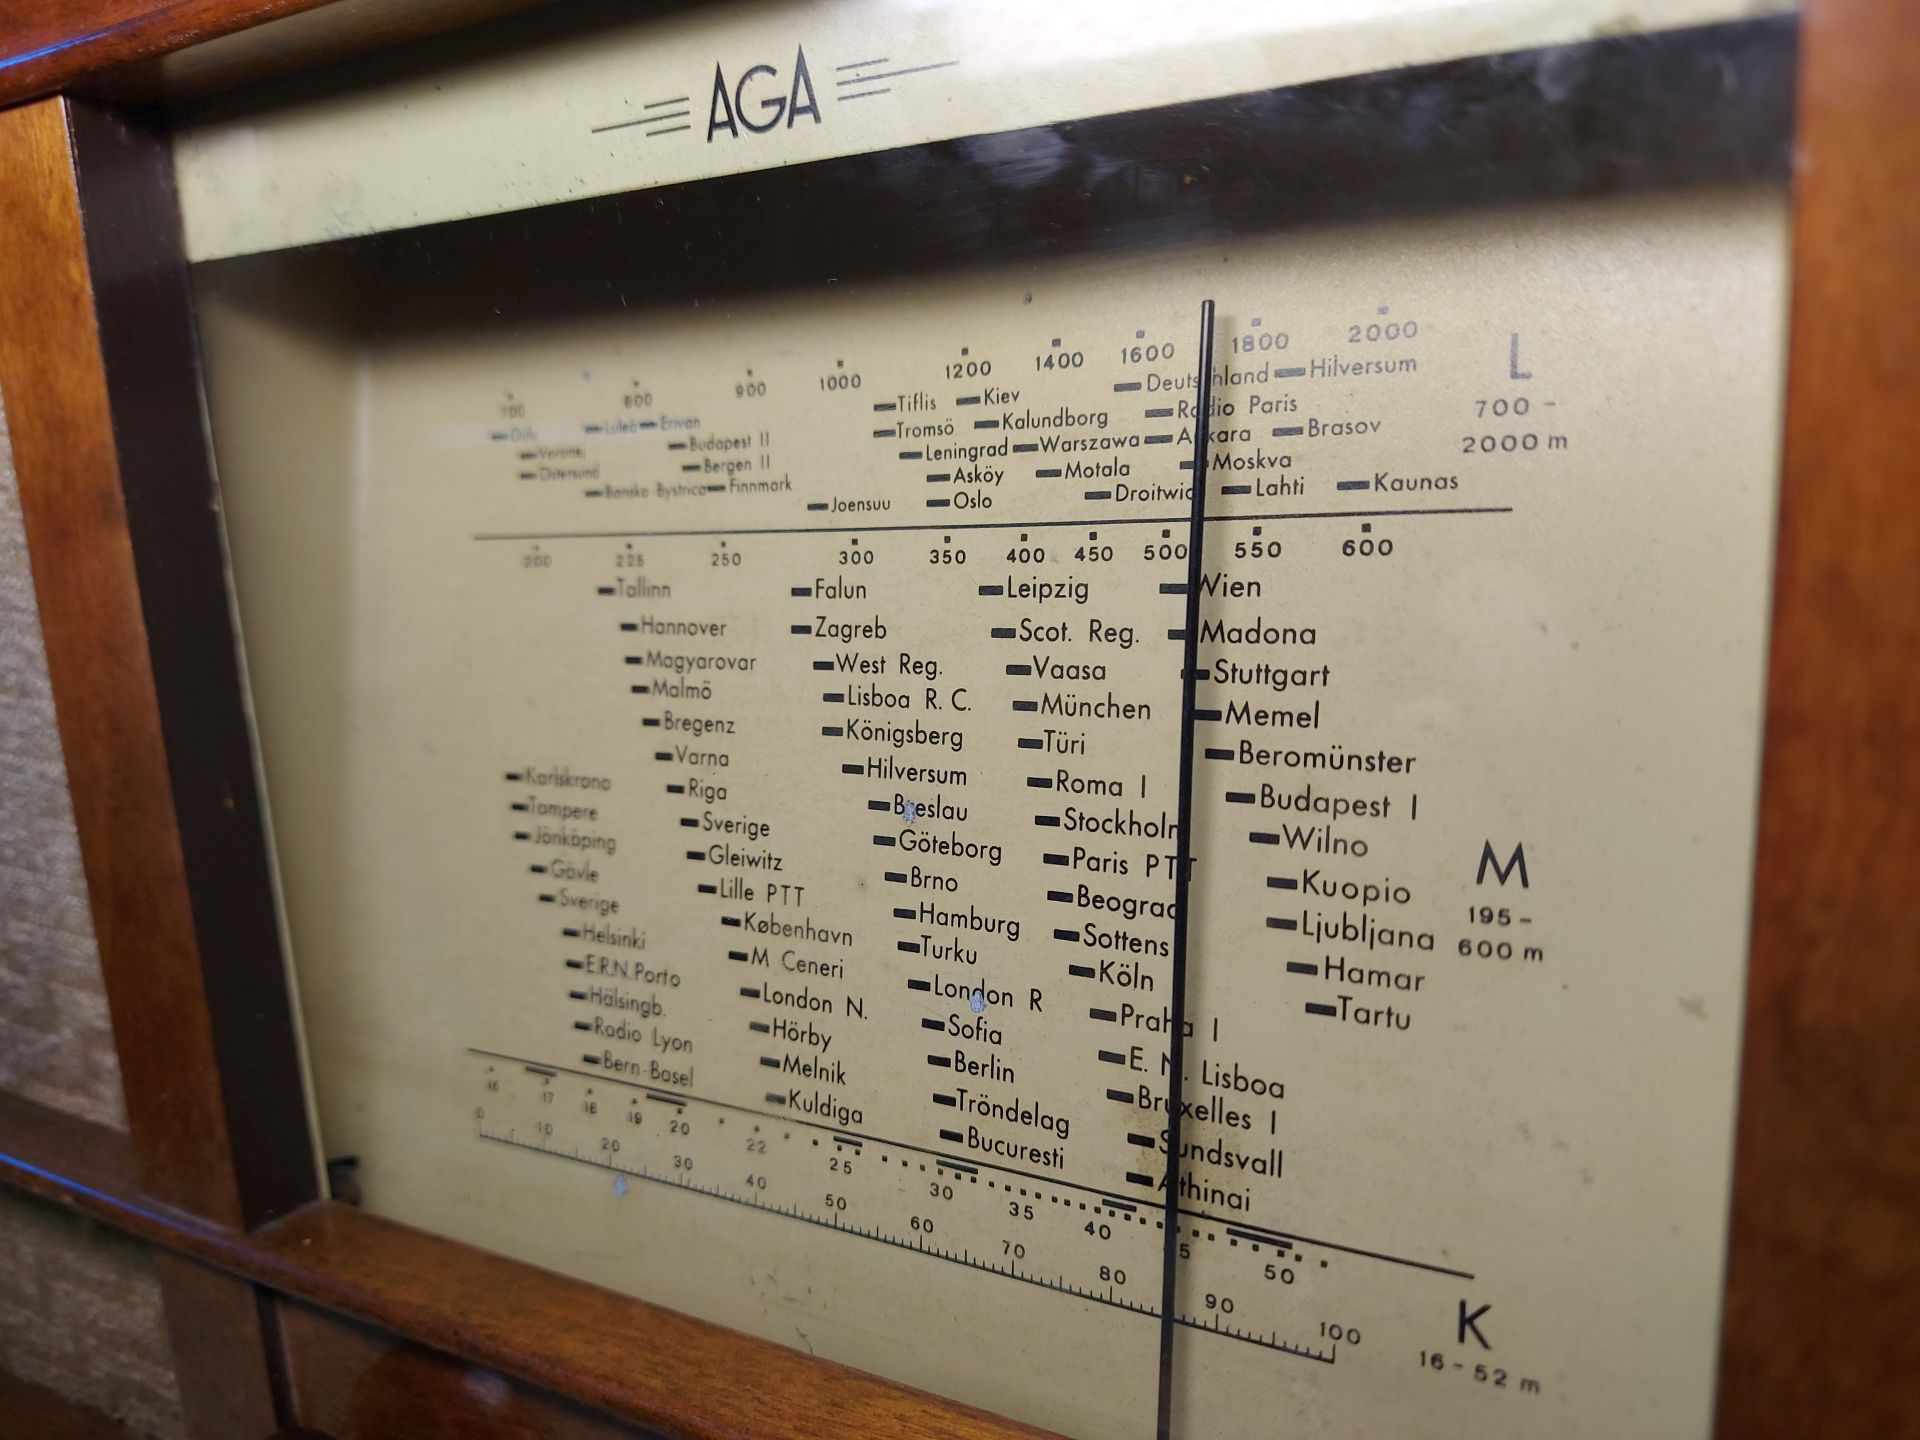 AGA
700 800 900 1000 1200 1400 1600 1800 2000
L
700 -
2000 m
Tiflis Kiev Deutschland Hilversum
Luleå Erivan Tromsö Kalundborg Radio Paris
Oulu Budapest II Leningrad Warszawa Ankara Brasov
Bergen II Asköy Motala Moskva
Östersund Banska-Bystrica Finnmark Joensuu Oslo Droitwic Lahti Kaunas
200 225 250 300 350 400 450 500 550 600
Tallinn Falun Leipzig Wien
Hannover Zagreb Scot. Reg. Madona
Magyarovar West Reg. Vaasa Stuttgart
Malmö Lisboa R. C. München Memel
Bregenz Königsberg Türi Beromünster
Varna Hilversum Roma I Budapest I
Karlskrona Riga Breslau Stockholm Wilno
Tampere Sverige Göteborg Paris PTT Kuopio
Jönköping Gleiwitz Brno Beograd Ljubljana
Gävle Lille PTT Hamburg Sottens Hamar
Sverige København Turku Köln Tartu
Helsinki M Ceneri London R Praha I
E.R.N. Porto London N. Sofia E. N. Lisboa
Hälsingb. Hörby Berlin Bruxelles I
Radio Lyon Melnik Tröndelag Sundsvall
Bern-Basel Kuldiga Bucuresti Athinai
M
195 -
600 m
16 17 18 19 20 22 25 30 35 40 45 50
0 10 20 30 40 50 60 70 80 90 100
K
16 - 52 m